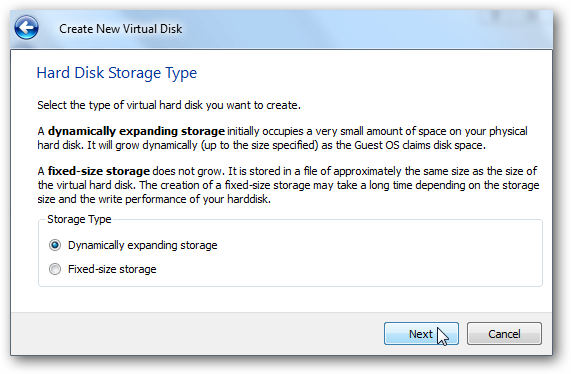 Create New Virtual Disk
Hard Disk Storage Type
Select the type of virtual hard disk you want to create.
A dynamically expanding storage initially occupies a very small amount of space on your physical
hard disk. It will grow dynamically (up to the size specified) as the Guest OS claims disk space.
A fixed-size storage does not grow. It is stored in a file of approximately the same size as the size of
the virtual hard disk. The creation of a fixed-size storage may take a long time depending on the storage
size and the write performance of your harddisk.
Storage Type
Dynamically expanding storage
Fixed-size storage
Next
Cancel